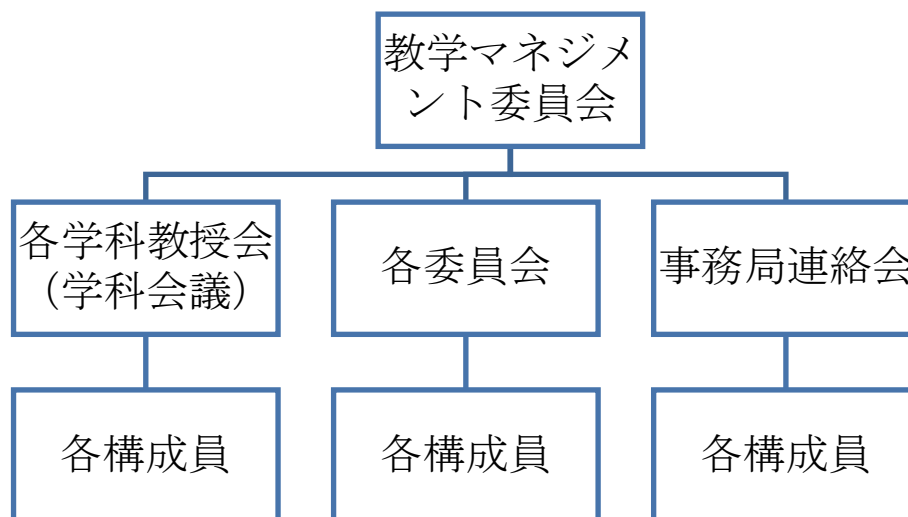 教学マネジメ
ント委員会
各学科教授会
（学科会議）
各委員会
事務局連絡会
各構成員
各構成員
各構成員